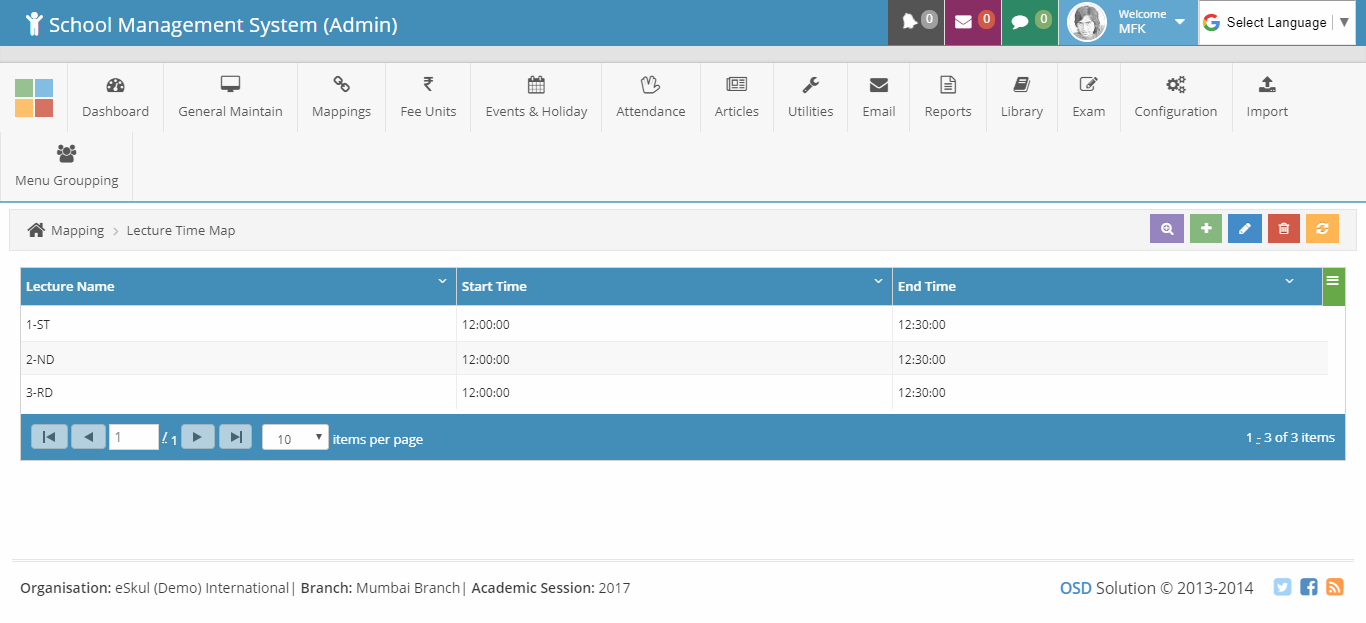 School Management System (Admin)
0
0
0
Welcome
MFK
Select Language
Dashboard
General Maintain
Mappings
Fee Units
Events & Holiday
Attendance
Articles
Utilities
Email
Reports
Library
Exam
Configuration
Import
Menu Groupping
Mapping > Lecture Time Map
Lecture Name Start Time End Time
1-ST 12:00:00 12:30:00
2-ND 12:00:00 12:30:00
3-RD 12:00:00 12:30:00
1 / 1 10 items per page 1 - 3 of 3 items
Organisation: eSkul (Demo) International| Branch: Mumbai Branch| Academic Session: 2017
OSD Solution © 2013-2014